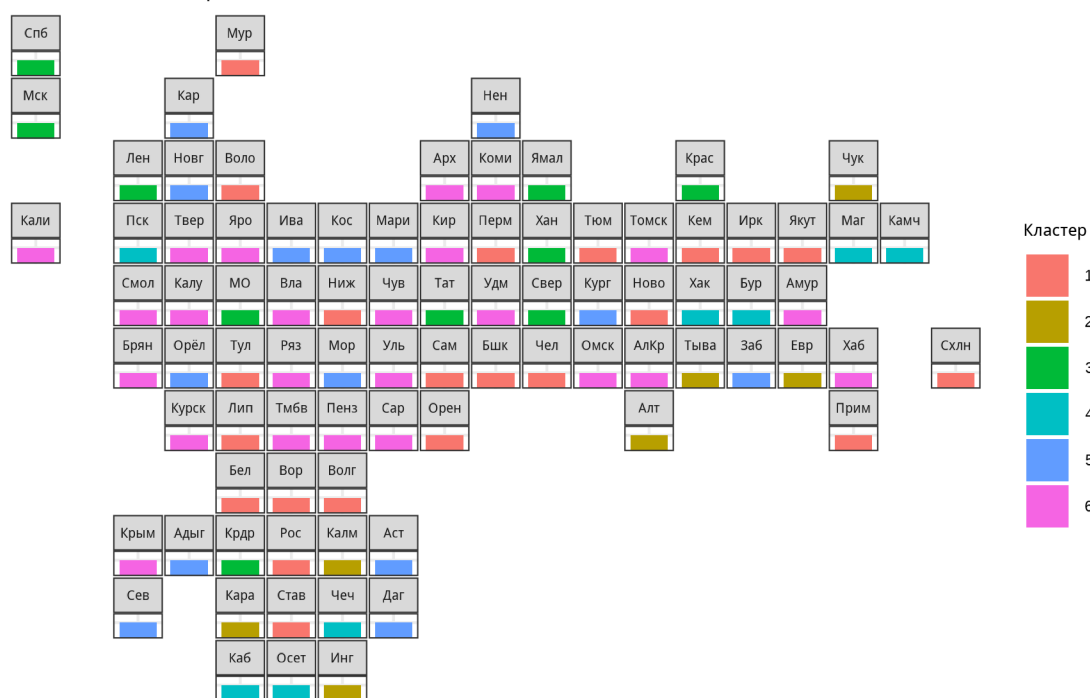 Спб Мур
Мск Кар Нен
Лен Новг Воло Арх Коми Ямал Крас Чук
Кали Пск Твер Яро Ива Кос Мари Кир Перм Хан Тюм Томск Кем Ирк Якут Маг Камч
Кластер
1
Смол Калу МО Вла Ниж Чув Тат Удм Свер Кург Ново Хак Бур Амур
2
Брян Орёл Тул Ряз Мор Уль Сам Бшк Чел Омск АлКр Тыва Заб Евр Хаб Схлн
3
Курск Лип Тмбв Пенз Сар Орен Алт Прим
4
Бел Вор Волг
5
6
Крым Адыг Крдр Рос Калм Аст
Сев Кара Став Чеч Даг
Каб Осет Инг